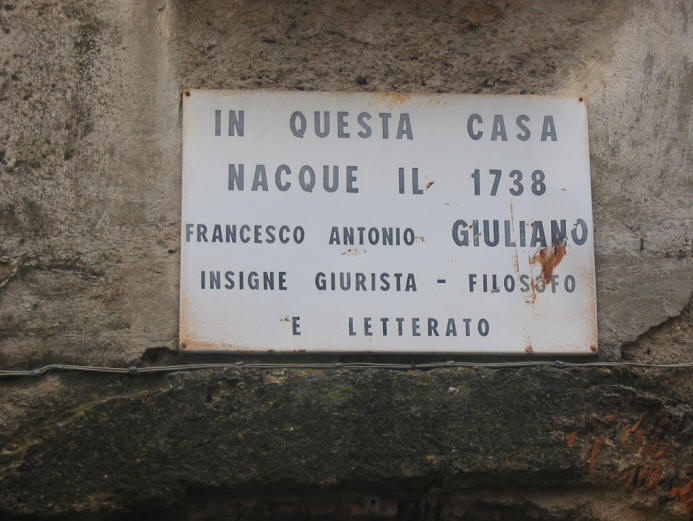 IN QUESTA CASA
NACQUE IL 1738
FRANCESCO ANTONIO GIULIANO
INSIGNE GIURISTA - FILOSOFO
E LETTERATO